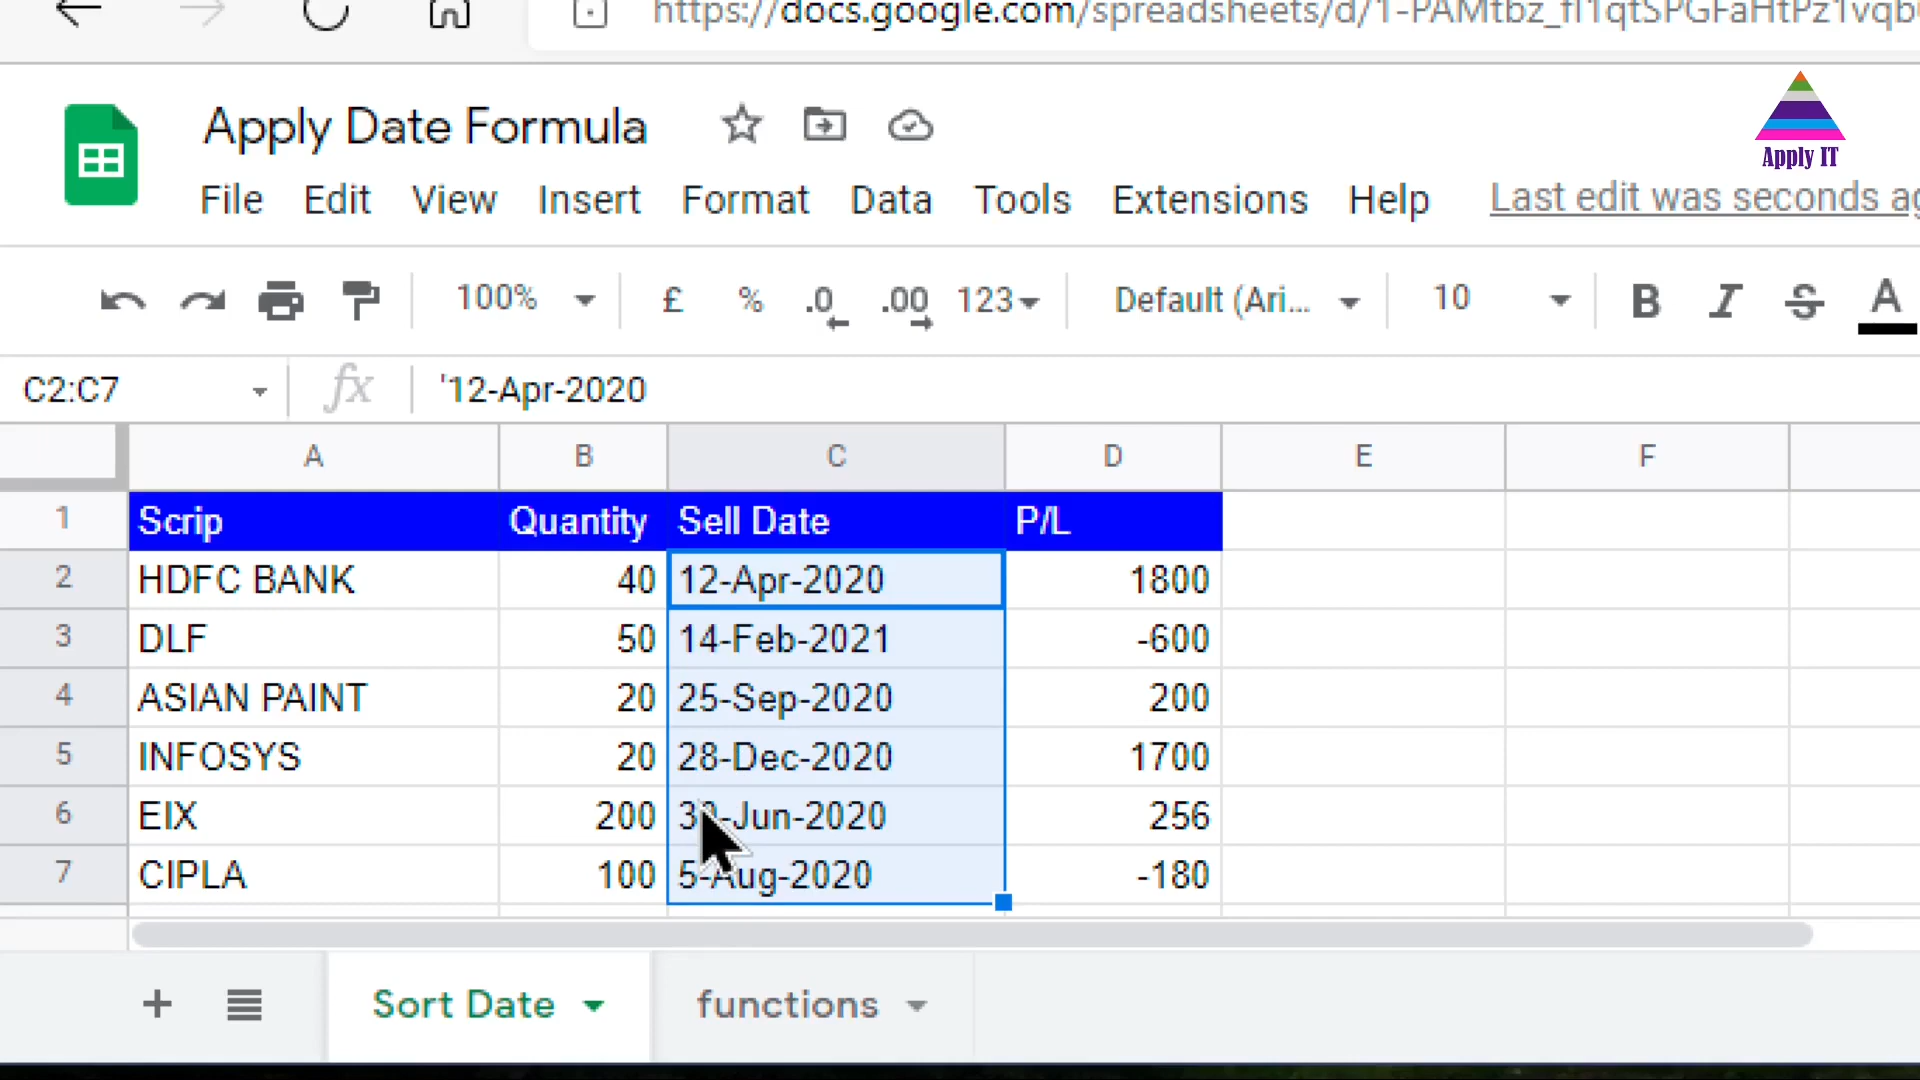 https://docs.google.com/spreadsheets/d/1-PAMtbz_
Apply Date Formula
Apply IT
File Edit View Insert Format Data Tools Extensions Help Last edit was seconds
100% £ % .0 .00 123 Default (Ari... 10 B I S A
C2:C7 fx '12-Apr-2020
A B C D E F
1 Scrip Quantity Sell Date P/L
2 HDFC BANK 40 12-Apr-2020 1800
3 DLF 50 14-Feb-2021 -600
4 ASIAN PAINT 20 25-Sep-2020 200
5 INFOSYS 20 28-Dec-2020 1700
6 EIX 200 -Jun-2020 256
7 CIPLA 100 5-Aug-2020 -180
+ Sort Date functions